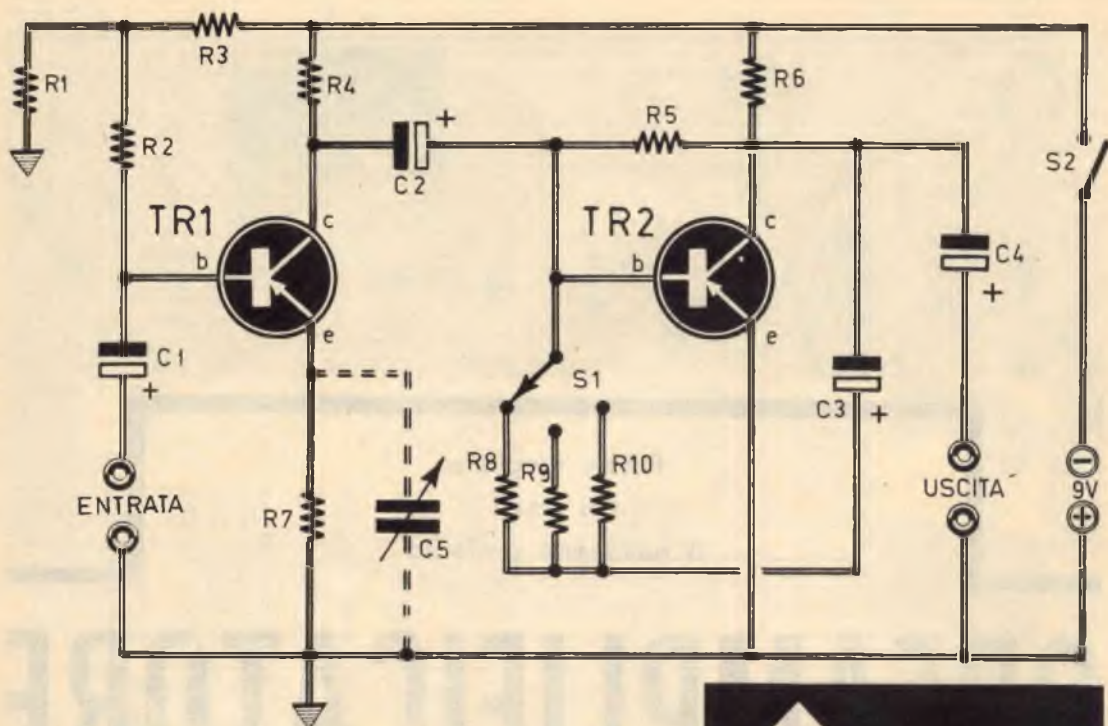 R1
R3
R2
R4
C2
+
R5
R6
S2
TR1
b
c
e
TR2
b
c
e
C1
+
C4
+
S1
C3
+
R8
R9
R10
ENTRATA
R7
C5
USCITA
-
9V
+